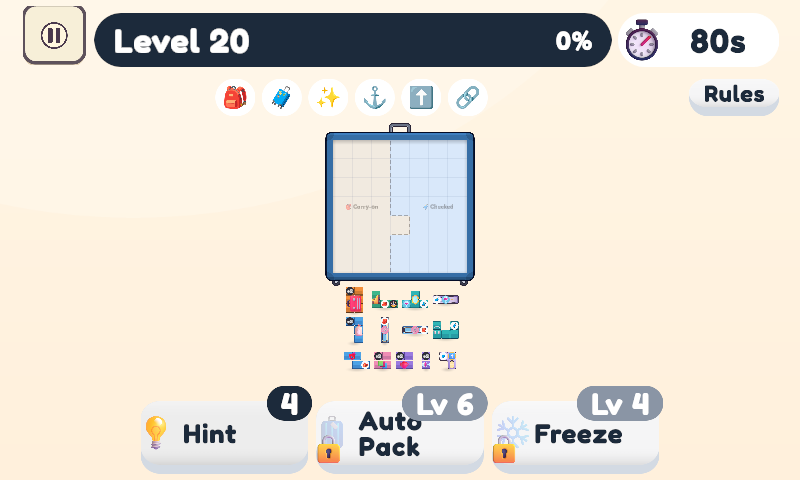 Level 20
0%
80s
Rules
Carry-on
Checked
4
Hint
Lv 6
Auto
Pack
Lv 4
Freeze